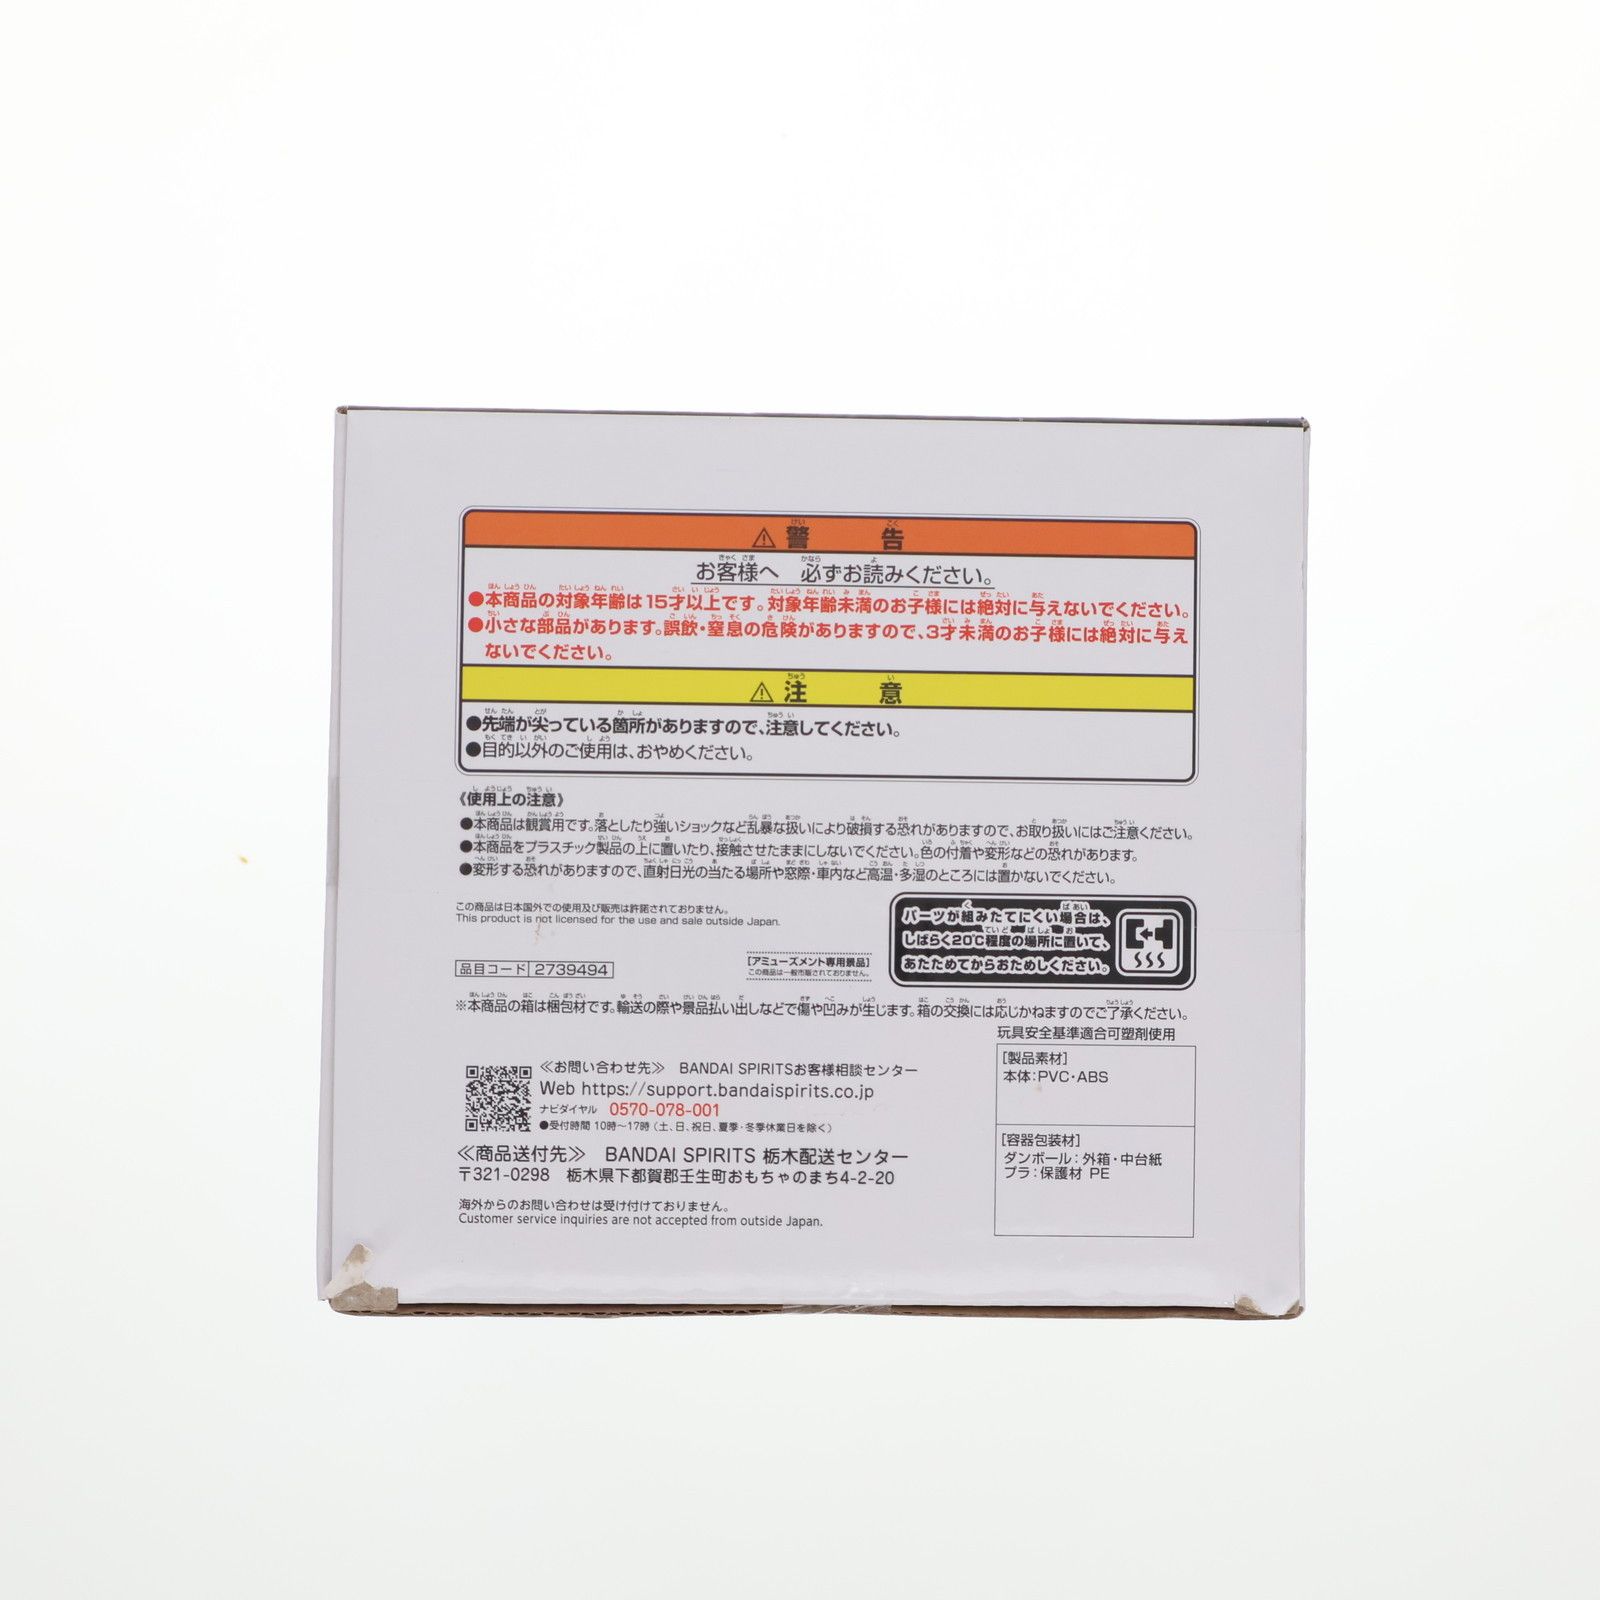 ⚠警告
お客様へ 必ずお読みください。
●本商品の対象年齢は15才以上です。対象年齢未満のお子様には絶対に与えないでください。
●小さな部品があります。誤飲・窒息の危険がありますので、3才未満のお子様には絶対に与え
ないでください。
⚠注意
●先端が尖っている箇所がありますので、注意してください。
●目的以外のご使用は、おやめください。
《使用上の注意》
●本商品は観賞用です。落としたり強いショックなど乱暴な扱いにより破損する恐れがありますので、お取り扱いにはご注意ください。
●本商品をプラスチック製品の上に置いたり、接触させたままにしないでください。色の付着や変形などの恐れがあります。
●変形する恐れがありますので、直射日光の当たる場所や窓際・車内など高温・多湿のところには置かないでください。
この商品は日本国外での使用及び販売は許諾されておりません。
This product is not licensed for the use and sale outside Japan.
パーツが組みたてにくい場合は、
しばらく20℃程度の場所に置いて、
あたためてからおためしください。
品目コード 2739494
[アミューズメント専用景品]
この商品は一般市販されておりません。
※本商品の箱は梱包材です。輸送の際や景品払い出しなどで傷や凹みが生じます。箱の交換には応じかねますのでご了承ください。
玩具安全基準適合可塑剤使用
[製品素材]
本体:PVC・ABS
[容器包装材]
ダンボール:外箱・中台紙
プラ:保護材 PE
≪お問い合わせ先≫ BANDAI SPIRITSお客様相談センター
Web https://support.bandaispirits.co.jp
ナビダイヤル 0570-078-001
●受付時間 10時～17時(土、日、祝日、夏季・冬季休業日を除く)
≪商品送付先≫ BANDAI SPIRITS 栃木配送センター
〒321-0298 栃木県下都賀郡壬生町おもちゃのまち4-2-20
海外からのお問い合わせは受け付けておりません。
Customer service inquiries are not accepted from outside Japan.